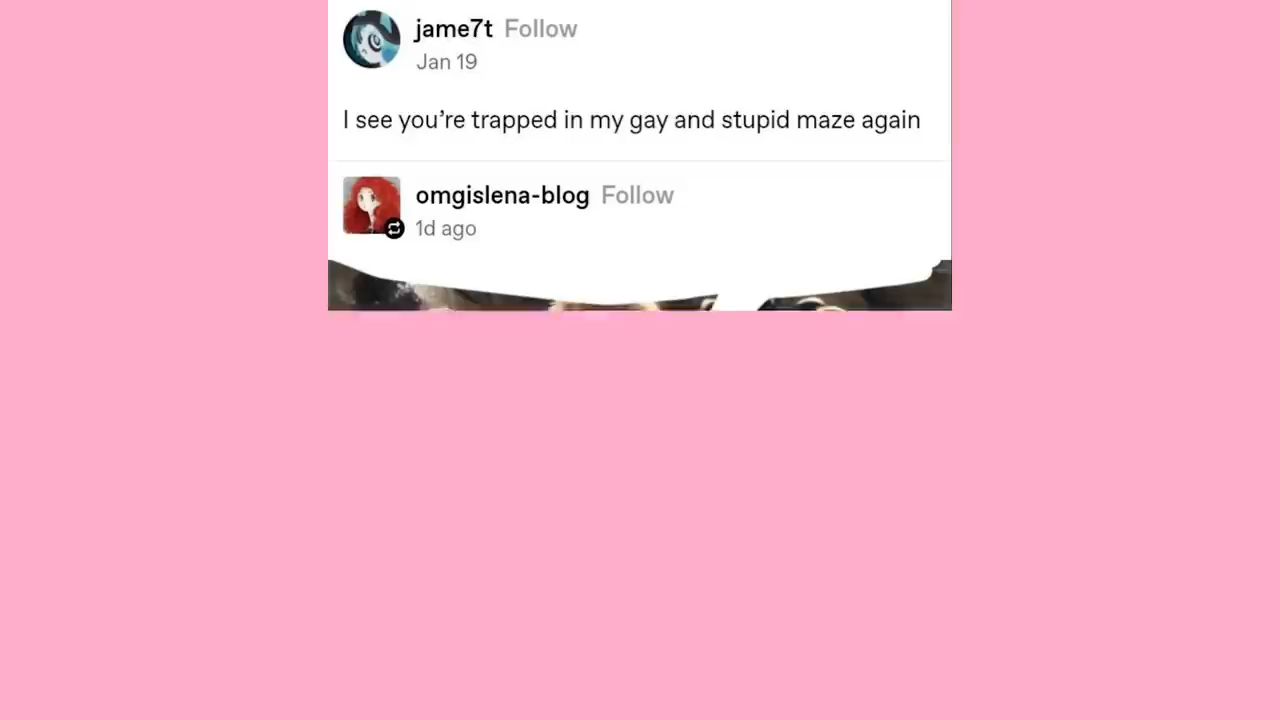 jame7t Follow
Jan 19
I see you’re trapped in my gay and stupid maze again
omgislena-blog Follow
1d ago